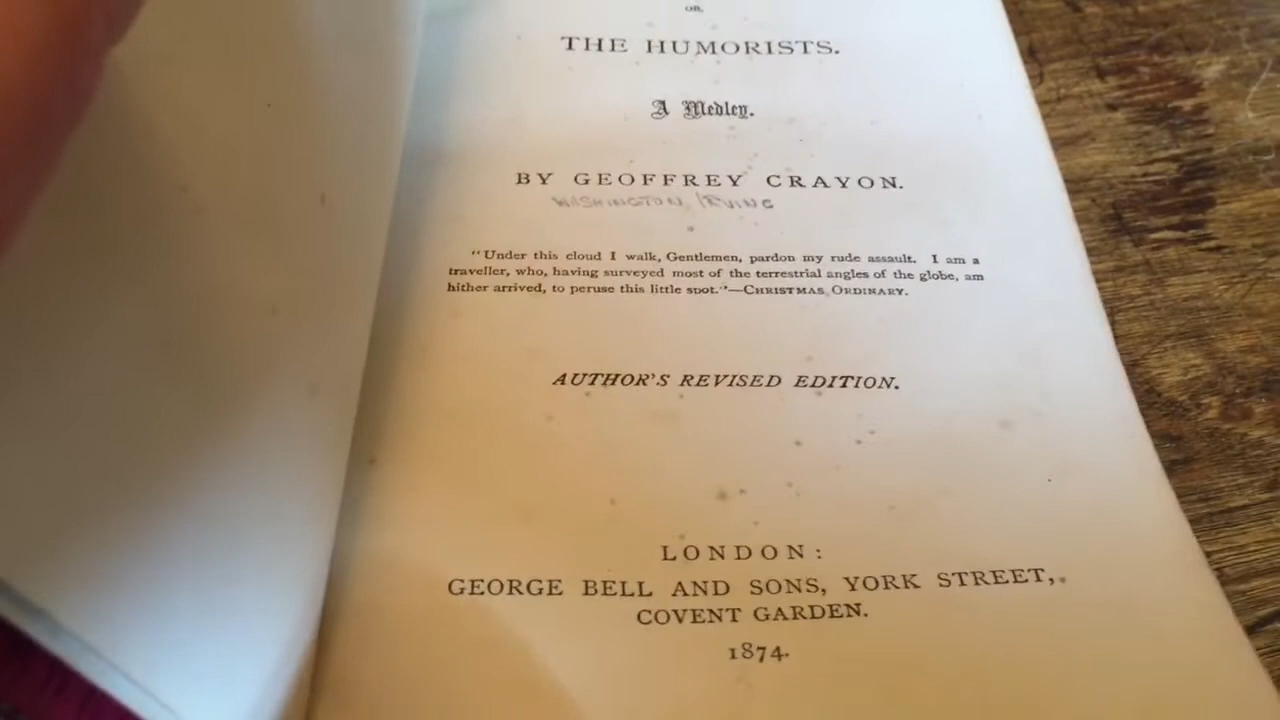 OR,
THE HUMORISTS.
A Medley.
BY GEOFFREY CRAYON.
WASHINGTON IRVING
“Under this cloud I walk, Gentlemen, pardon my rude assault. I am a
traveller, who, having surveyed most of the terrestrial angles of the globe, am
hither arrived, to peruse this little spot.”—CHRISTMAS ORDINARY.
AUTHOR'S REVISED EDITION.
LONDON:
GEORGE BELL AND SONS, YORK STREET,
COVENT GARDEN.
1874.